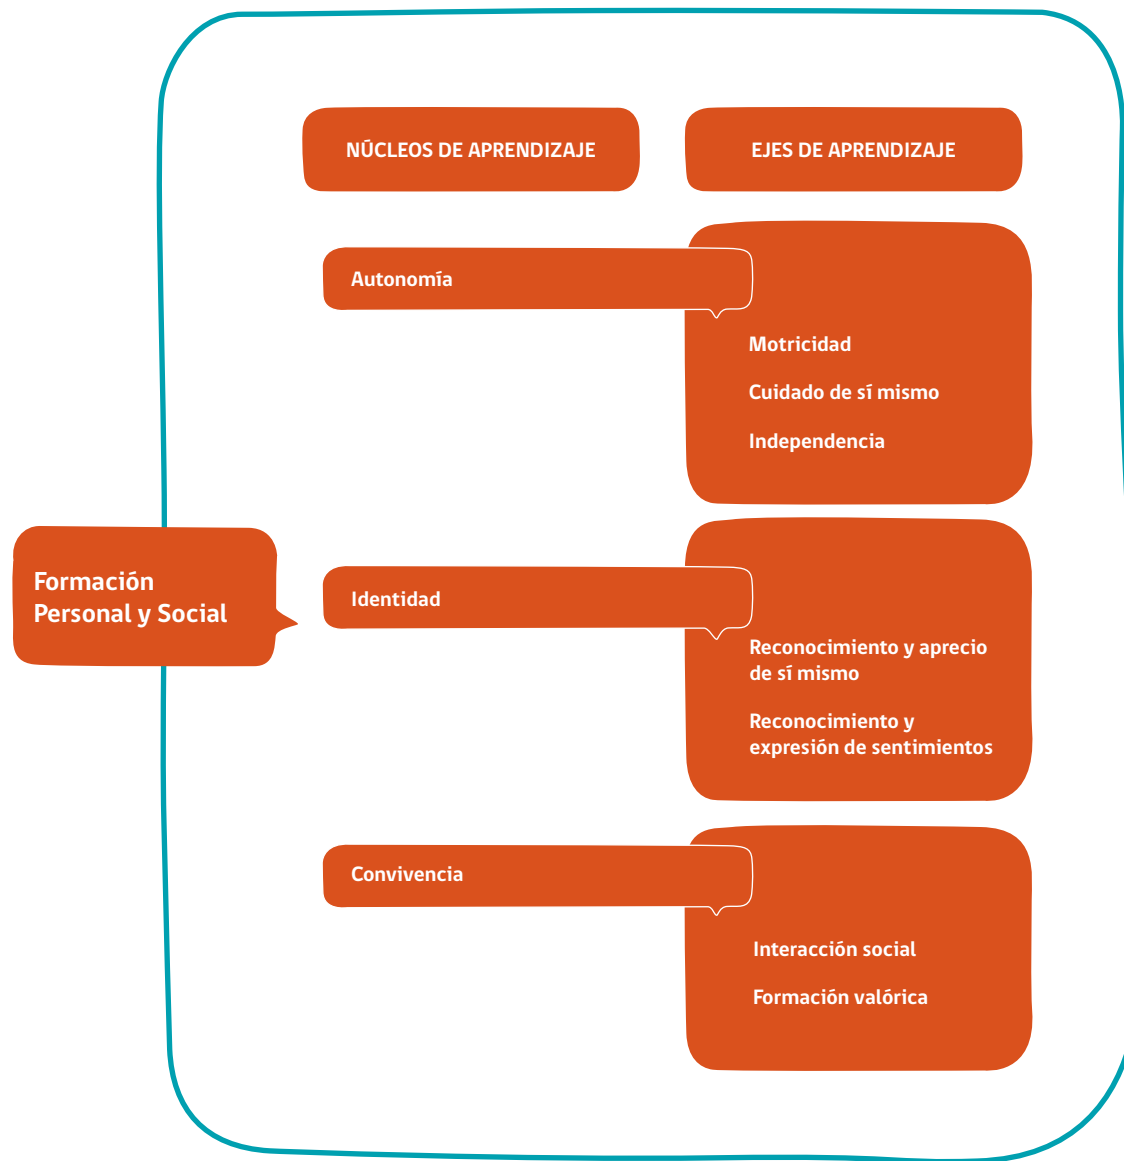 NÚCLEOS DE APRENDIZAJE
EJES DE APRENDIZAJE
Autonomía
Motricidad
Cuidado de sí mismo
Independencia
Formación
Personal y Social
Identidad
Reconocimiento y aprecio
de sí mismo
Reconocimiento y
expresión de sentimientos
Convivencia
Interacción social
Formación valórica